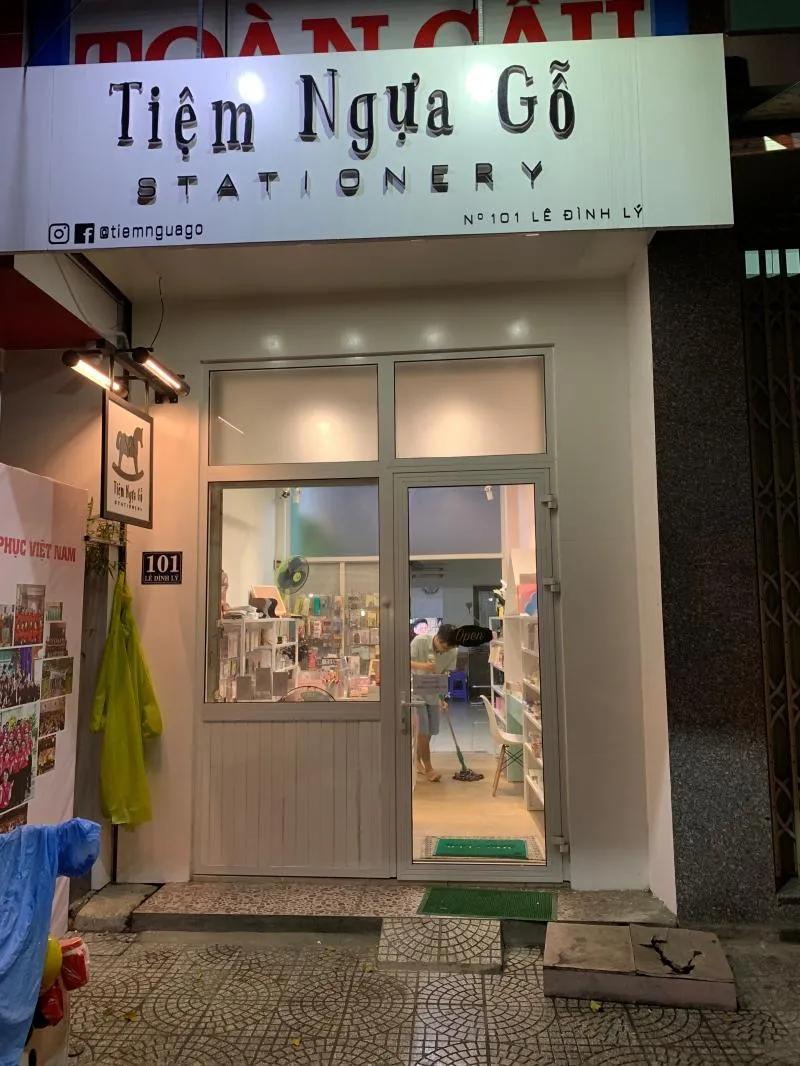 TOÀN CẦU
Tiệm Ngựa Gỗ
STATIONERY
@tiemnguago
Nº 101 LÊ ĐÌNH LÝ
Tiệm Ngựa Gỗ
STATIONERY
PHỤC VIỆT NAM
101
LÊ ĐÌNH LÝ
Open